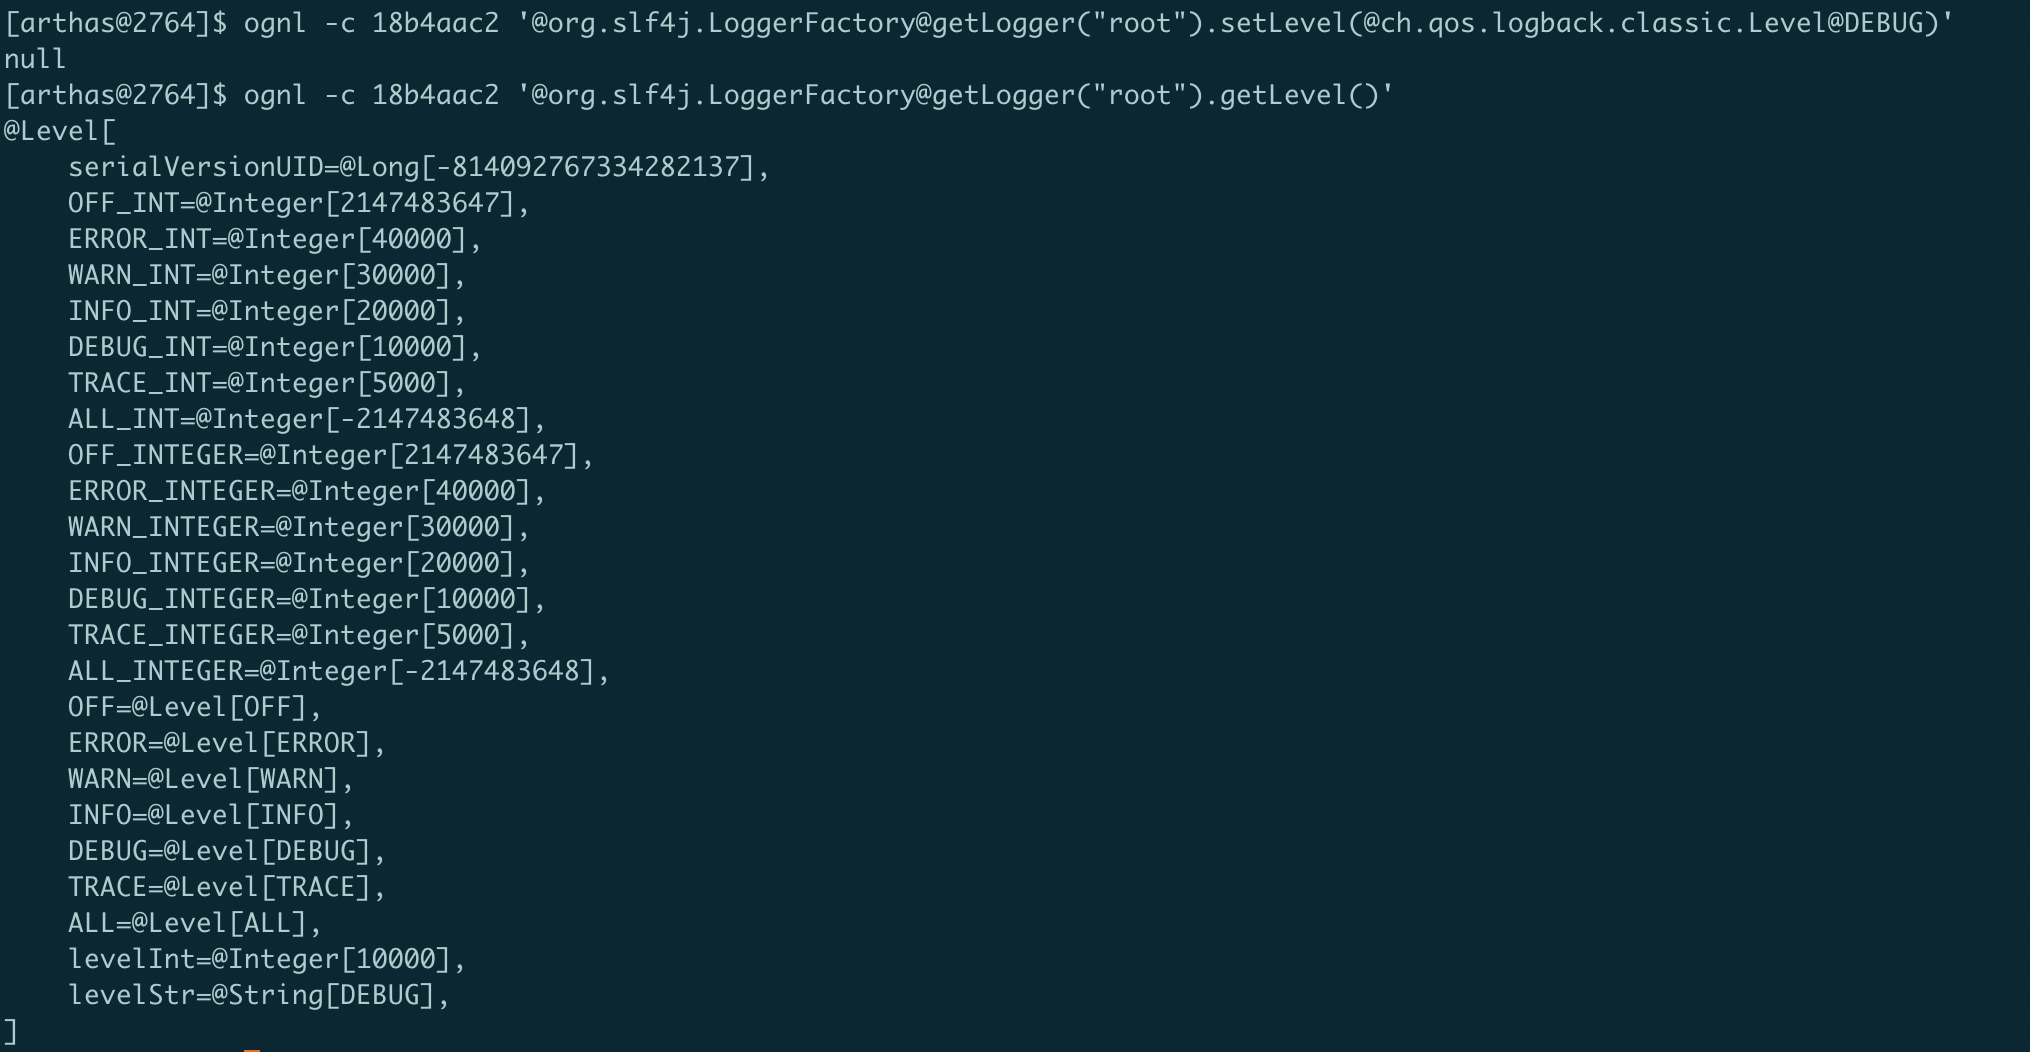 [arthas@2764]$ ognl -c 18b4aac2 '@org.slf4j.LoggerFactory@getLogger("root").setLevel(@ch.qos.logback.classic.Level@DEBUG)'
null
[arthas@2764]$ ognl -c 18b4aac2 '@org.slf4j.LoggerFactory@getLogger("root").getLevel()'
@Level[
    serialVersionUID=@Long[-814092767334282137],
    OFF_INT=@Integer[2147483647],
    ERROR_INT=@Integer[40000],
    WARN_INT=@Integer[30000],
    INFO_INT=@Integer[20000],
    DEBUG_INT=@Integer[10000],
    TRACE_INT=@Integer[5000],
    ALL_INT=@Integer[-2147483648],
    OFF_INTEGER=@Integer[2147483647],
    ERROR_INTEGER=@Integer[40000],
    WARN_INTEGER=@Integer[30000],
    INFO_INTEGER=@Integer[20000],
    DEBUG_INTEGER=@Integer[10000],
    TRACE_INTEGER=@Integer[5000],
    ALL_INTEGER=@Integer[-2147483648],
    OFF=@Level[OFF],
    ERROR=@Level[ERROR],
    WARN=@Level[WARN],
    INFO=@Level[INFO],
    DEBUG=@Level[DEBUG],
    TRACE=@Level[TRACE],
    ALL=@Level[ALL],
    levelInt=@Integer[10000],
    levelStr=@String[DEBUG],
]